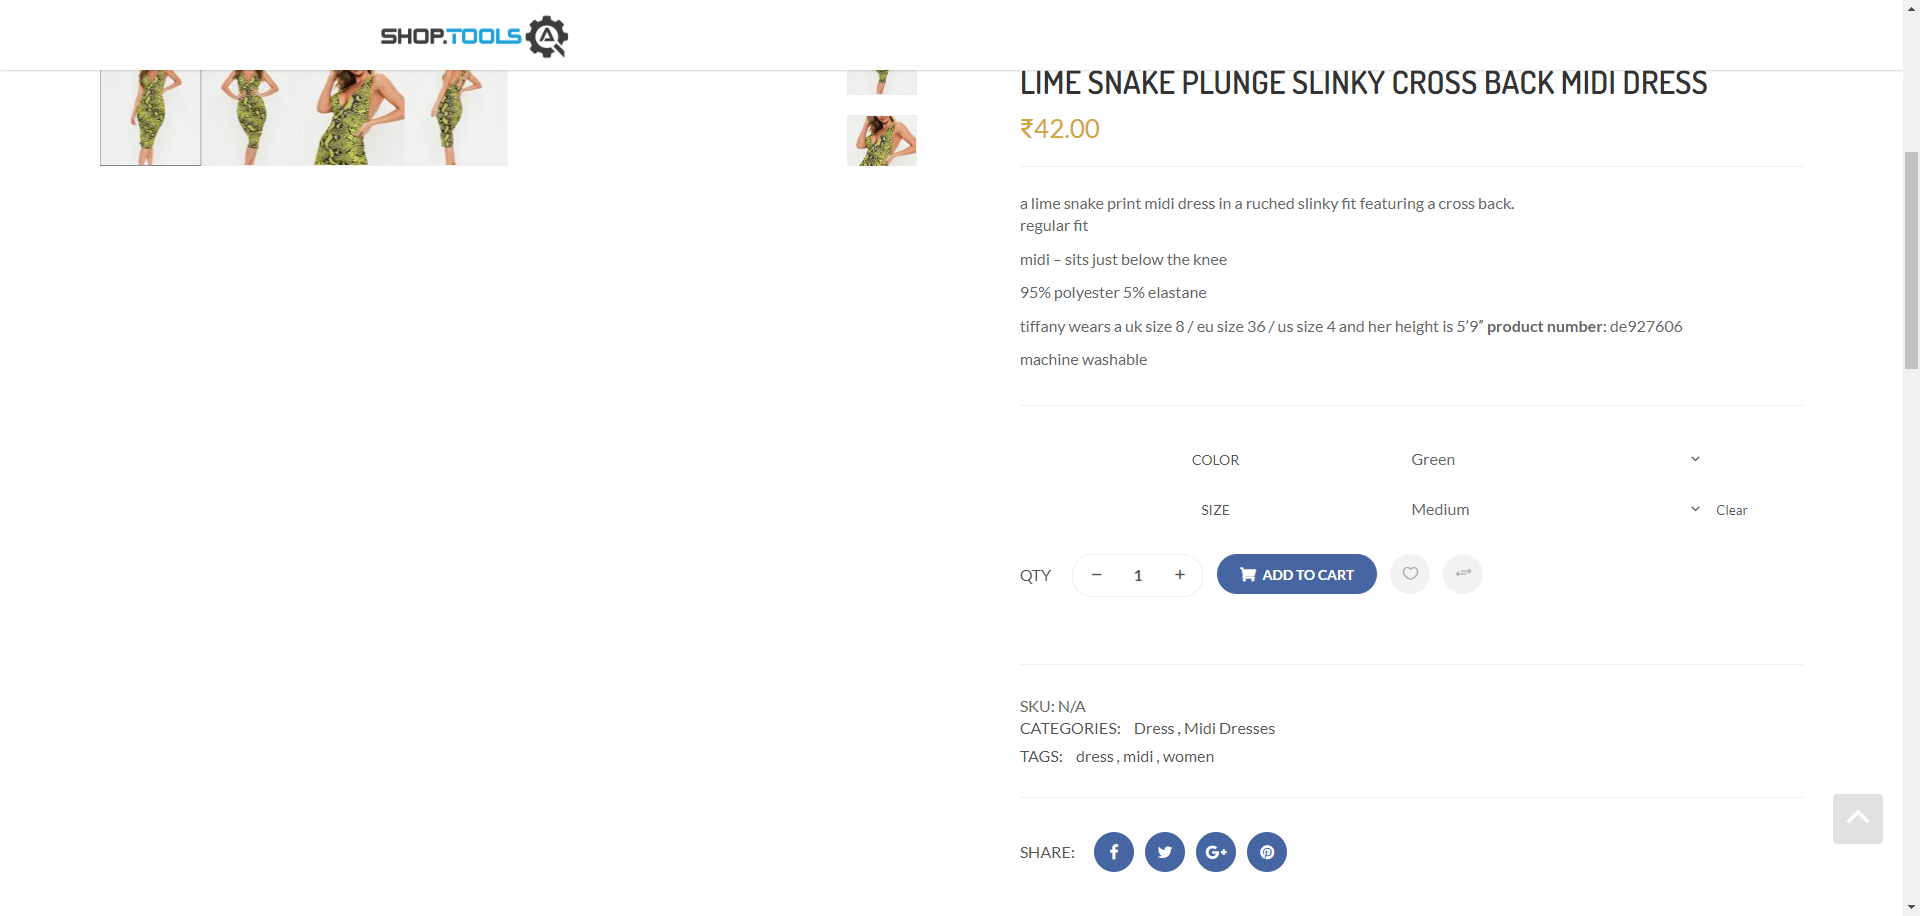 SHOP.TOOLS
LIME SNAKE PLUNGE SLINKY CROSS BACK MIDI DRESS
₹42.00
a lime snake print midi dress in a ruched slinky fit featuring a cross back.
regular fit
midi – sits just below the knee
95% polyester 5% elastane
tiffany wears a uk size 8 / eu size 36 / us size 4 and her height is 5’9″ product number: de927606
machine washable
COLOR Green
SIZE Medium Clear
QTY − 1 + ADD TO CART
SKU: N/A
CATEGORIES: Dress , Midi Dresses
TAGS: dress , midi , women
SHARE: